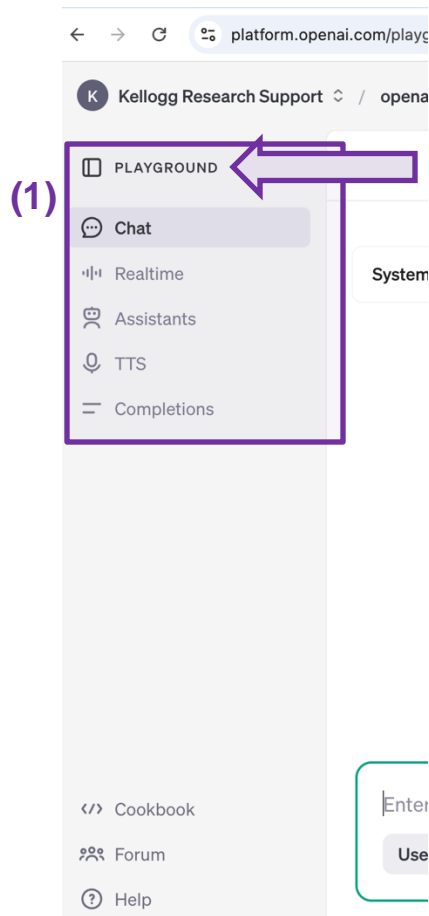 platform.openai.com/playg
K Kellogg Research Support / opena
PLAYGROUND
(1)
Chat
Realtime
System
Assistants
TTS
Completions
Cookbook
Enter
Forum
Use
Help